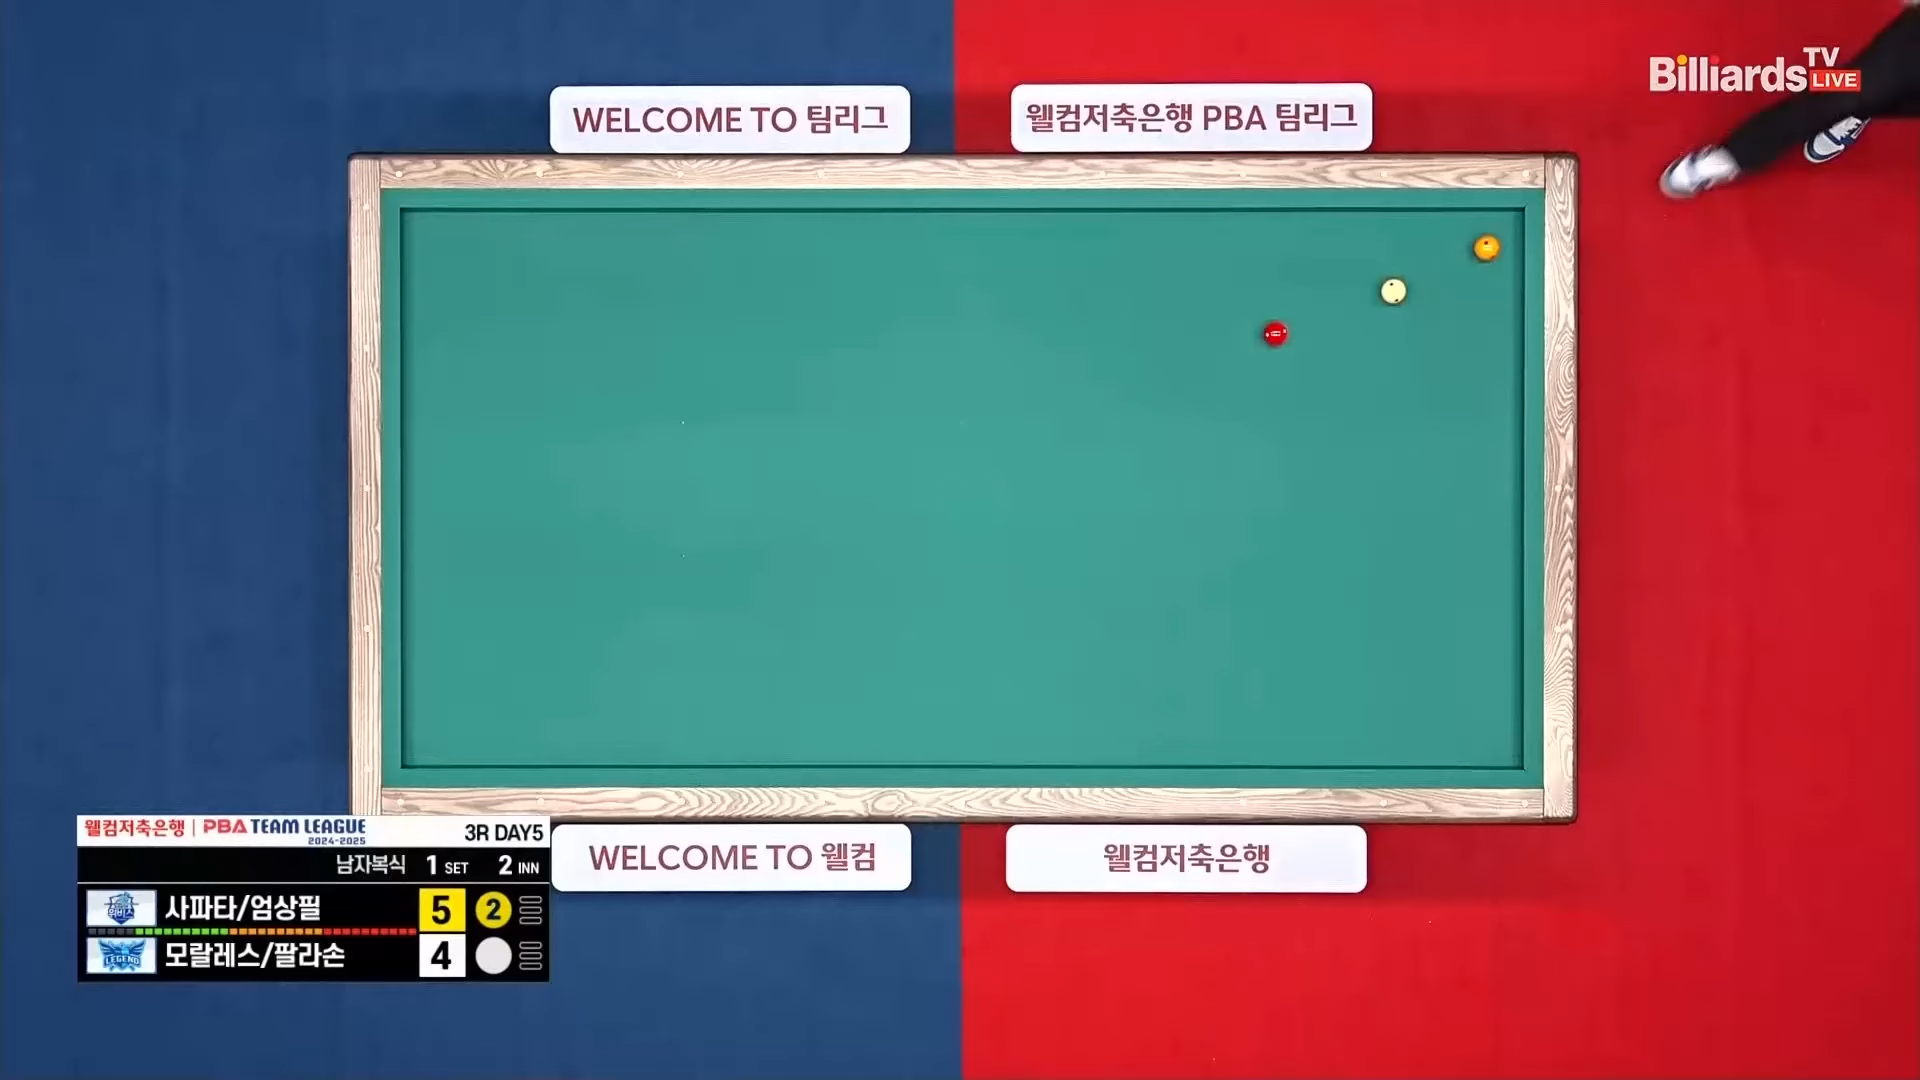 Billiards TV
LIVE
WELCOME TO 팀리그
웰컴저축은행 PBA 팀리그
WELCOME TO 웰컴
웰컴저축은행
웰컴저축은행 | PBA TEAM LEAGUE
2024-2025
3R DAY5
남자복식 1 SET 2 INN
사파타/엄상필 5 2
LEGEND
모랄레스/팔라손 4